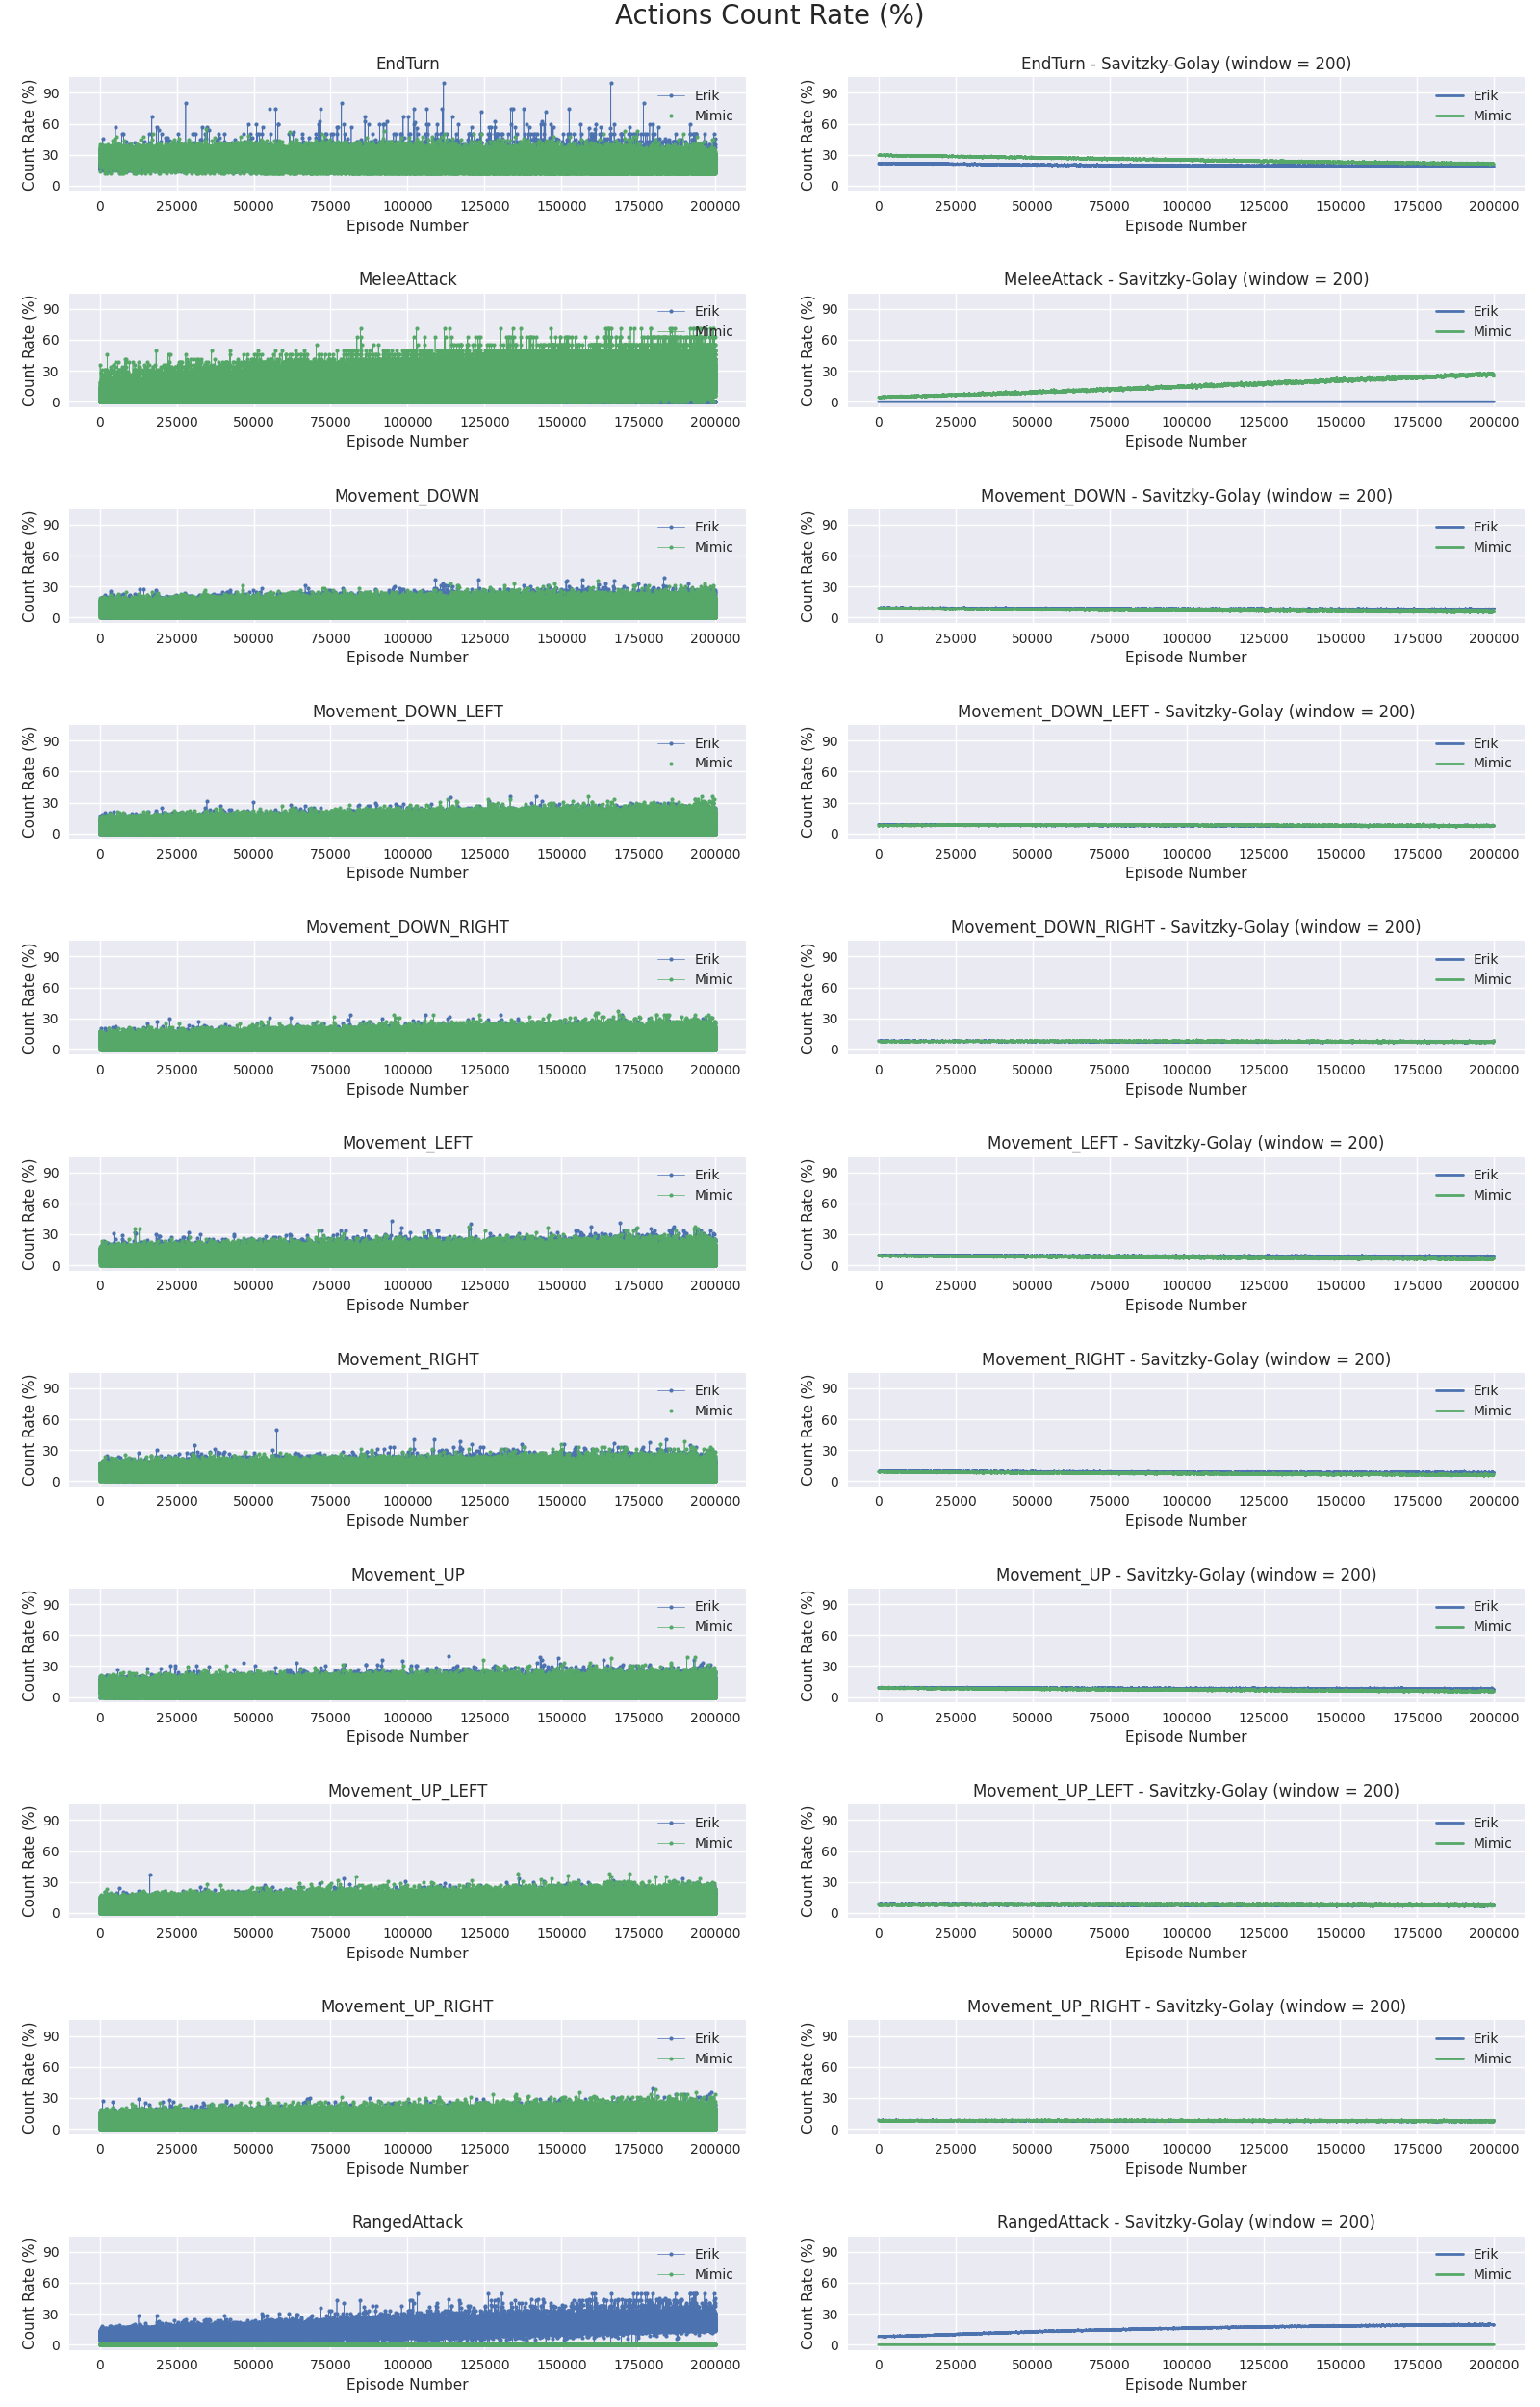 Actions Count Rate (%)
EndTurn
Count Rate (%)
90
60
30
0
Erik
Mimic
0 25000 50000 75000 100000 125000 150000 175000 200000
Episode Number
EndTurn - Savitzky-Golay (window = 200)
Count Rate (%)
90
60
30
0
Erik
Mimic
0 25000 50000 75000 100000 125000 150000 175000 200000
Episode Number
MeleeAttack
Count Rate (%)
90
60
30
0
Erik
Mimic
0 25000 50000 75000 100000 125000 150000 175000 200000
Episode Number
MeleeAttack - Savitzky-Golay (window = 200)
Count Rate (%)
90
60
30
0
Erik
Mimic
0 25000 50000 75000 100000 125000 150000 175000 200000
Episode Number
Movement_DOWN
Count Rate (%)
90
60
30
0
Erik
Mimic
0 25000 50000 75000 100000 125000 150000 175000 200000
Episode Number
Movement_DOWN - Savitzky-Golay (window = 200)
Count Rate (%)
90
60
30
0
Erik
Mimic
0 25000 50000 75000 100000 125000 150000 175000 200000
Episode Number
Movement_DOWN_LEFT
Count Rate (%)
90
60
30
0
Erik
Mimic
0 25000 50000 75000 100000 125000 150000 175000 200000
Episode Number
Movement_DOWN_LEFT - Savitzky-Golay (window = 200)
Count Rate (%)
90
60
30
0
Erik
Mimic
0 25000 50000 75000 100000 125000 150000 175000 200000
Episode Number
Movement_DOWN_RIGHT
Count Rate (%)
90
60
30
0
Erik
Mimic
0 25000 50000 75000 100000 125000 150000 175000 200000
Episode Number
Movement_DOWN_RIGHT - Savitzky-Golay (window = 200)
Count Rate (%)
90
60
30
0
Erik
Mimic
0 25000 50000 75000 100000 125000 150000 175000 200000
Episode Number
Movement_LEFT
Count Rate (%)
90
60
30
0
Erik
Mimic
0 25000 50000 75000 100000 125000 150000 175000 200000
Episode Number
Movement_LEFT - Savitzky-Golay (window = 200)
Count Rate (%)
90
60
30
0
Erik
Mimic
0 25000 50000 75000 100000 125000 150000 175000 200000
Episode Number
Movement_RIGHT
Count Rate (%)
90
60
30
0
Erik
Mimic
0 25000 50000 75000 100000 125000 150000 175000 200000
Episode Number
Movement_RIGHT - Savitzky-Golay (window = 200)
Count Rate (%)
90
60
30
0
Erik
Mimic
0 25000 50000 75000 100000 125000 150000 175000 200000
Episode Number
Movement_UP
Count Rate (%)
90
60
30
0
Erik
Mimic
0 25000 50000 75000 100000 125000 150000 175000 200000
Episode Number
Movement_UP - Savitzky-Golay (window = 200)
Count Rate (%)
90
60
30
0
Erik
Mimic
0 25000 50000 75000 100000 125000 150000 175000 200000
Episode Number
Movement_UP_LEFT
Count Rate (%)
90
60
30
0
Erik
Mimic
0 25000 50000 75000 100000 125000 150000 175000 200000
Episode Number
Movement_UP_LEFT - Savitzky-Golay (window = 200)
Count Rate (%)
90
60
30
0
Erik
Mimic
0 25000 50000 75000 100000 125000 150000 175000 200000
Episode Number
Movement_UP_RIGHT
Count Rate (%)
90
60
30
0
Erik
Mimic
0 25000 50000 75000 100000 125000 150000 175000 200000
Episode Number
Movement_UP_RIGHT - Savitzky-Golay (window = 200)
Count Rate (%)
90
60
30
0
Erik
Mimic
0 25000 50000 75000 100000 125000 150000 175000 200000
Episode Number
RangedAttack
Count Rate (%)
90
60
30
0
Erik
Mimic
0 25000 50000 75000 100000 125000 150000 175000 200000
Episode Number
RangedAttack - Savitzky-Golay (window = 200)
Count Rate (%)
90
60
30
0
Erik
Mimic
0 25000 50000 75000 100000 125000 150000 175000 200000
Episode Number